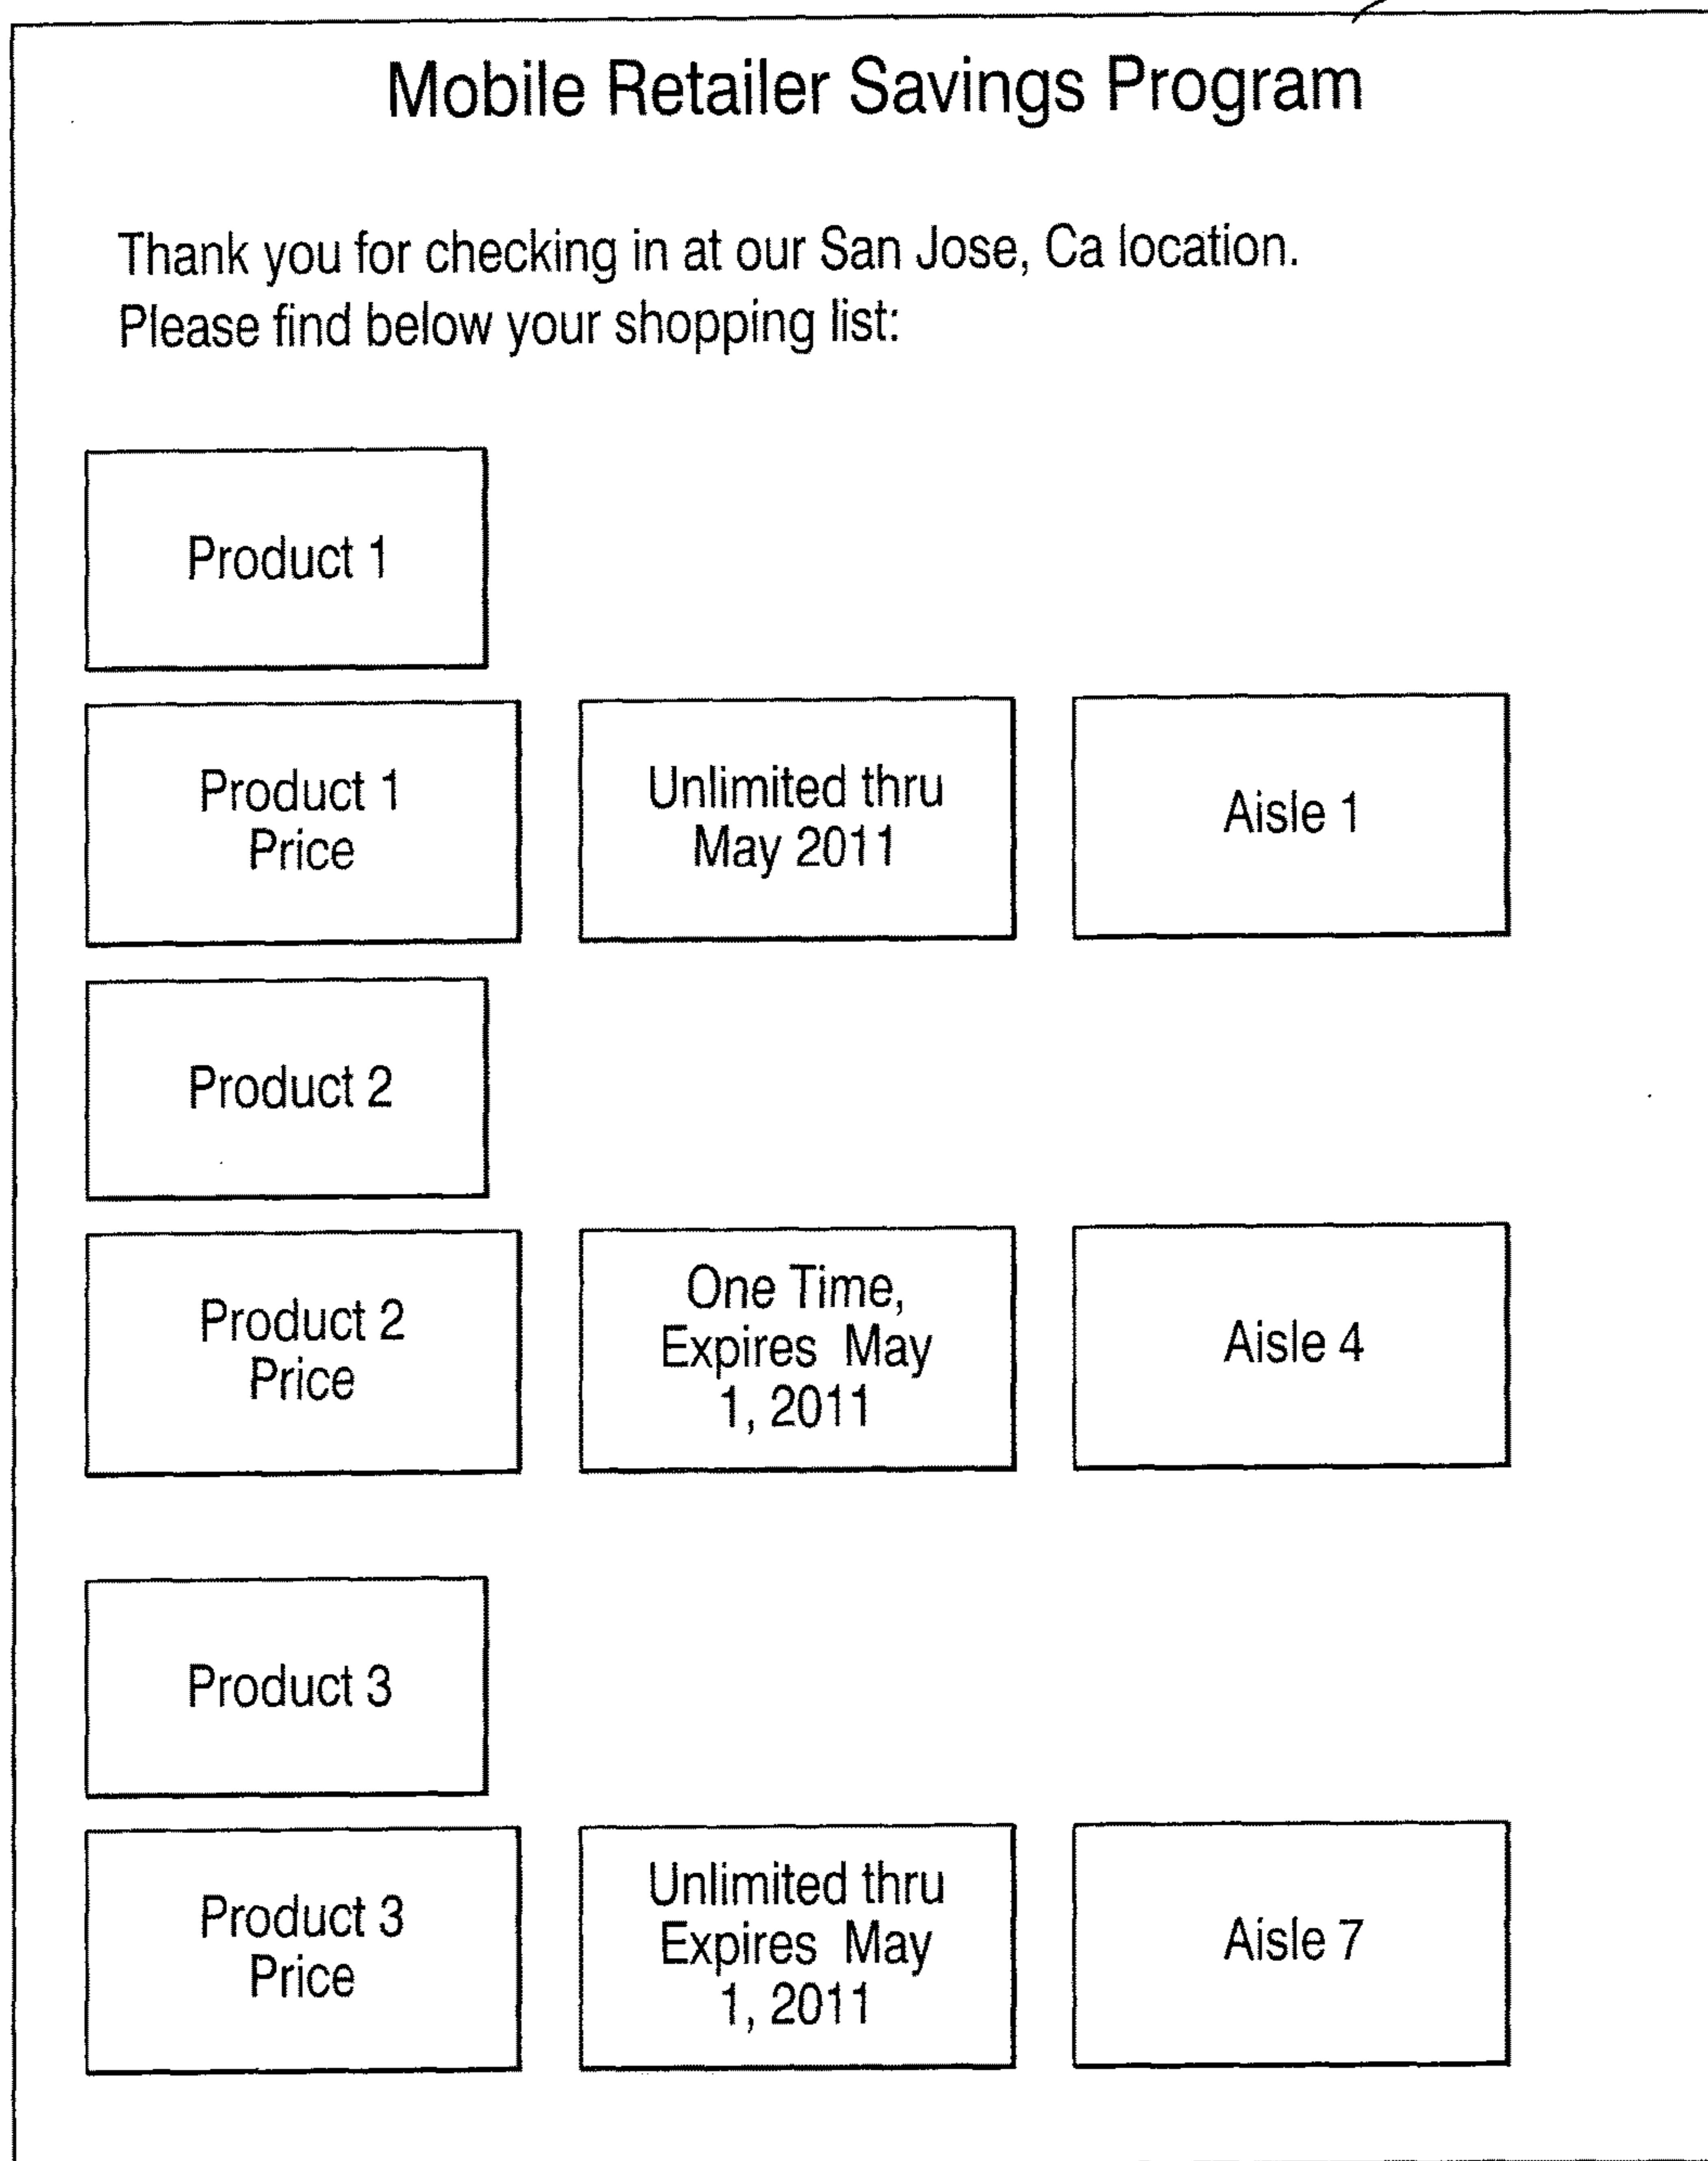 Mobile Retailer Savings Program
Thank you for checking in at our San Jose, Ca location.
Please find below your shopping list:
Product 1
Product 1
Price
Unlimited thru
May 2011
Aisle 1
Product 2
Product 2
Price
One Time,
Expires May
1, 2011
Aisle 4
Product 3
Product 3
Price
Unlimited thru
Expires May
1, 2011
Aisle 7